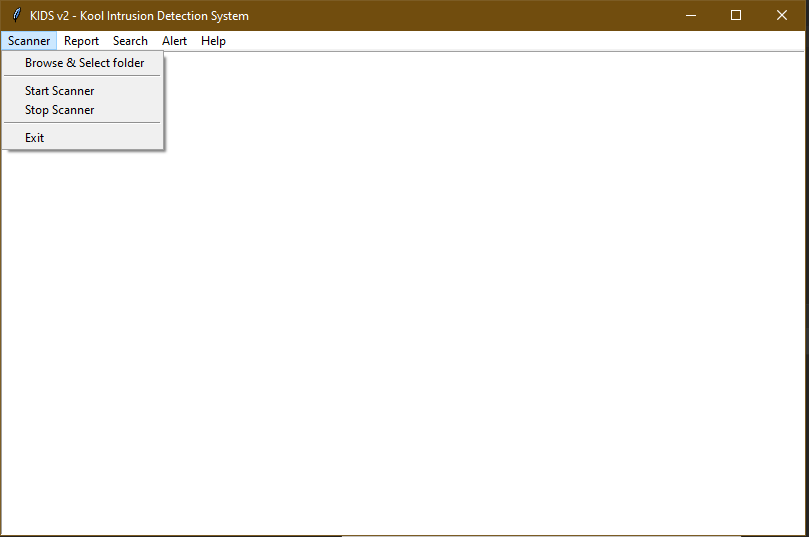 KIDS v2 - Kool Intrusion Detection System
Scanner Report Search Alert Help
Browse & Select folder
Start Scanner
Stop Scanner
Exit